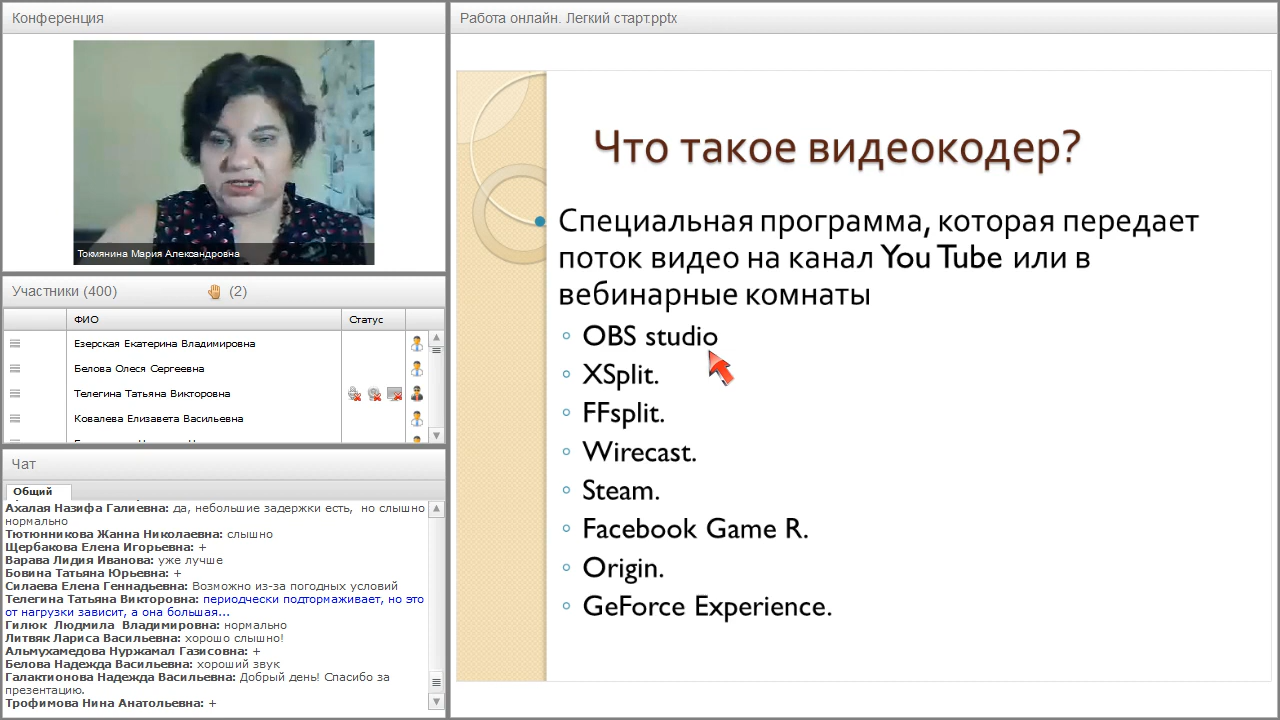 Конференция
Токмянина Мария Александровна
Участники (400) (2)
ФИО Статус
Езерская Екатерина Владимировна
Белова Олеся Сергеевна
Телегина Татьяна Викторовна
Ковалева Елизавета Васильевна
Чат
Общий
Ахалая Назифа Галиевна: да, небольшие задержки есть, но слышно
нормально
Тютюнникова Жанна Николаевна: слышно
Щербакова Елена Игорьевна: +
Варава Лидия Иванова: уже лучше
Бовина Татьяна Юрьевна: +
Силаева Елена Геннадьевна: Возможно из-за погодных условий
Телегина Татьяна Викторовна: периодчески подтормаживает, но это
от нагрузки зависит, а она большая...
Гилюк Людмила Владимировна: нормально
Литвяк Лариса Васильевна: хорошо слышно!
Альмухамедова Нуржамал Газисовна: +
Белова Надежда Васильевна: хороший звук
Галактионова Надежда Васильевна: Добрый день! Спасибо за
презентацию.
Трофимова Нина Анатольевна: +
Работа онлайн. Легкий старт.pptx
Что такое видеокодер?
Специальная программа, которая передает
поток видео на канал You Tube или в
вебинарные комнаты
OBS studio
XSplit.
FFsplit.
Wirecast.
Steam.
Facebook Game R.
Origin.
GeForce Experience.